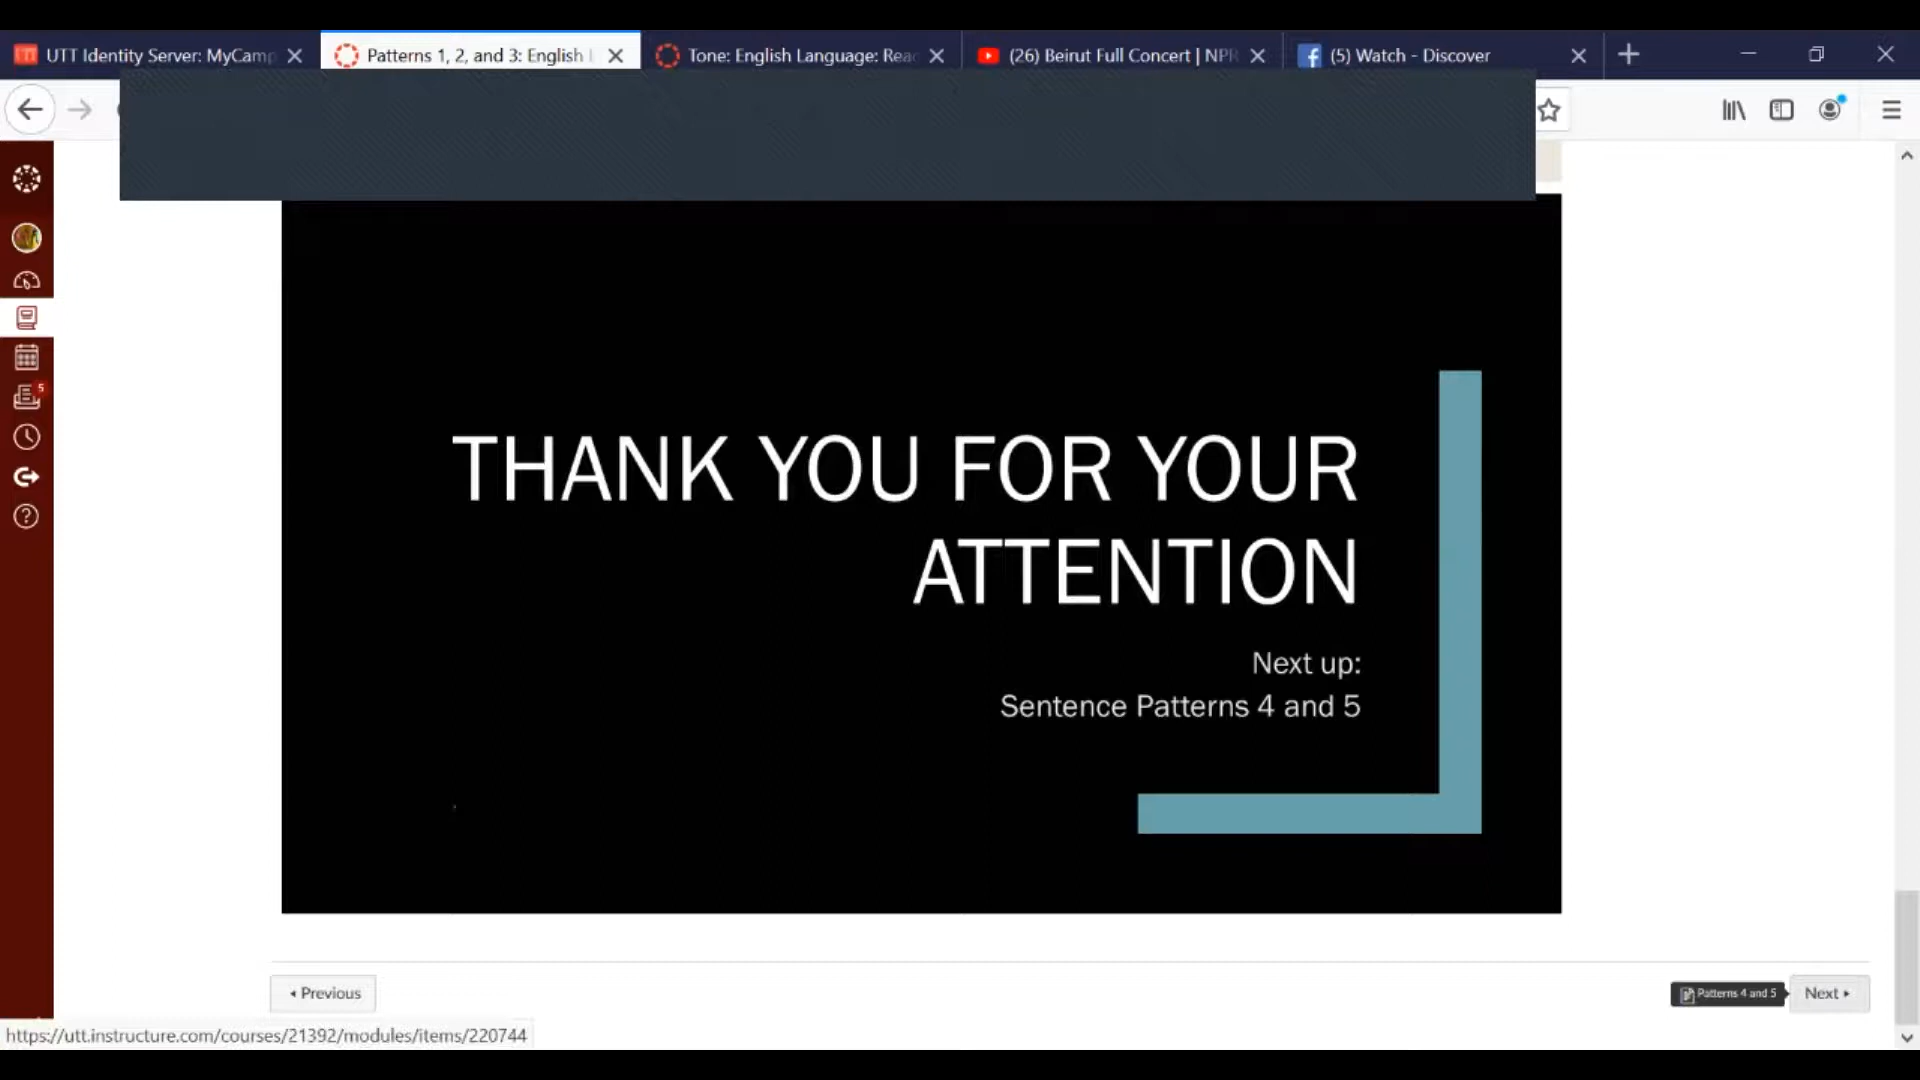 UTT Identity Server: MyCamp
Patterns 1, 2, and 3: English
Tone: English Language: Rea
(26) Beirut Full Concert | NPR
(5) Watch - Discover
5
THANK YOU FOR YOUR
ATTENTION
Next up:
Sentence Patterns 4 and 5
Previous
Patterns 4 and 5
Next
https://utt.instructure.com/courses/21392/modules/items/220744